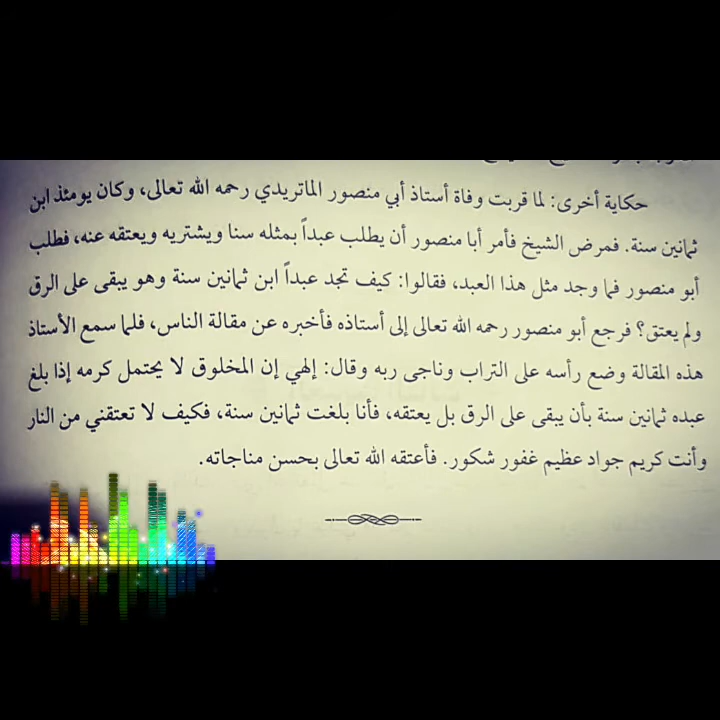 حكاية أخرى: لما قربت وفاة أستاذ أبي منصور الماتريدي رحمه الله تعالى، وكان يومئذ ابن
ثمانين سنة. فمرض الشيخ فأمر أبا منصور أن يطلب عبداً بمثله سنا ويشتريه ويعتقه عنه، فطلب
أبو منصور فما وجد مثل هذا العبد، فقالوا: كيف تجد عبداً ابن ثمانين سنة وهو يبقى على الرق
ولم يعتق؟ فرجع أبو منصور رحمه الله تعالى إلى أستاذه فأخبره عن مقالة الناس، فلما سمع الأستاذ
هذه المقالة وضع رأسه على التراب وناجى ربه وقال: إلهي إن المخلوق لا يحتمل كرمه إذا بلغ
عبده ثمانين سنة بأن يبقى على الرق بل يعتقه، فأنا بلغت ثمانين سنة، فكيف لا تعتقني من النار
وأنت كريم جواد عظيم غفور شكور. فأعتقه الله تعالى بحسن مناجاته.